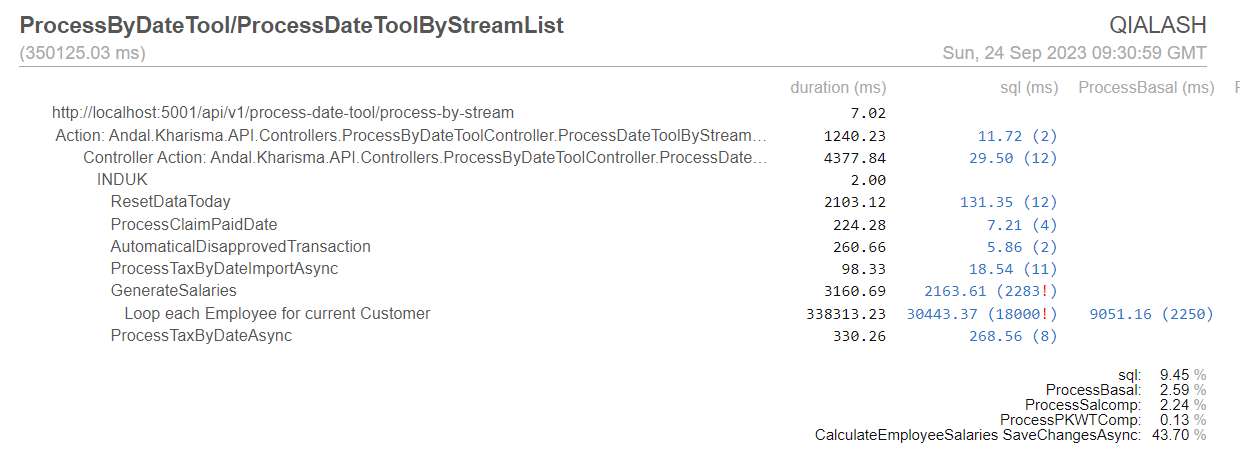 ProcessByDateTool/ProcessDateToolByStreamList QIALASH
(350125.03 ms) Sun, 24 Sep 2023 09:30:59 GMT
duration (ms) sql (ms) ProcessBasal (ms) F
http://localhost:5001/api/v1/process-date-tool/process-by-stream 7.02
Action: Andal.Kharisma.API.Controllers.ProcessByDateToolController.ProcessDateToolByStream… 1240.23 11.72 (2)
Controller Action: Andal.Kharisma.API.Controllers.ProcessByDateToolController.ProcessDate… 4377.84 29.50 (12)
INDUK 2.00
ResetDataToday 2103.12 131.35 (12)
ProcessClaimPaidDate 224.28 7.21 (4)
AutomaticalDisapprovedTransaction 260.66 5.86 (2)
ProcessTaxByDateImportAsync 98.33 18.54 (11)
GenerateSalaries 3160.69 2163.61 (2283!)
Loop each Employee for current Customer 338313.23 30443.37 (18000!) 9051.16 (2250)
ProcessTaxByDateAsync 330.26 268.56 (8)
sql: 9.45 %
ProcessBasal: 2.59 %
ProcessSalcomp: 2.24 %
ProcessPKWTComp: 0.13 %
CalculateEmployeeSalaries SaveChangesAsync: 43.70 %